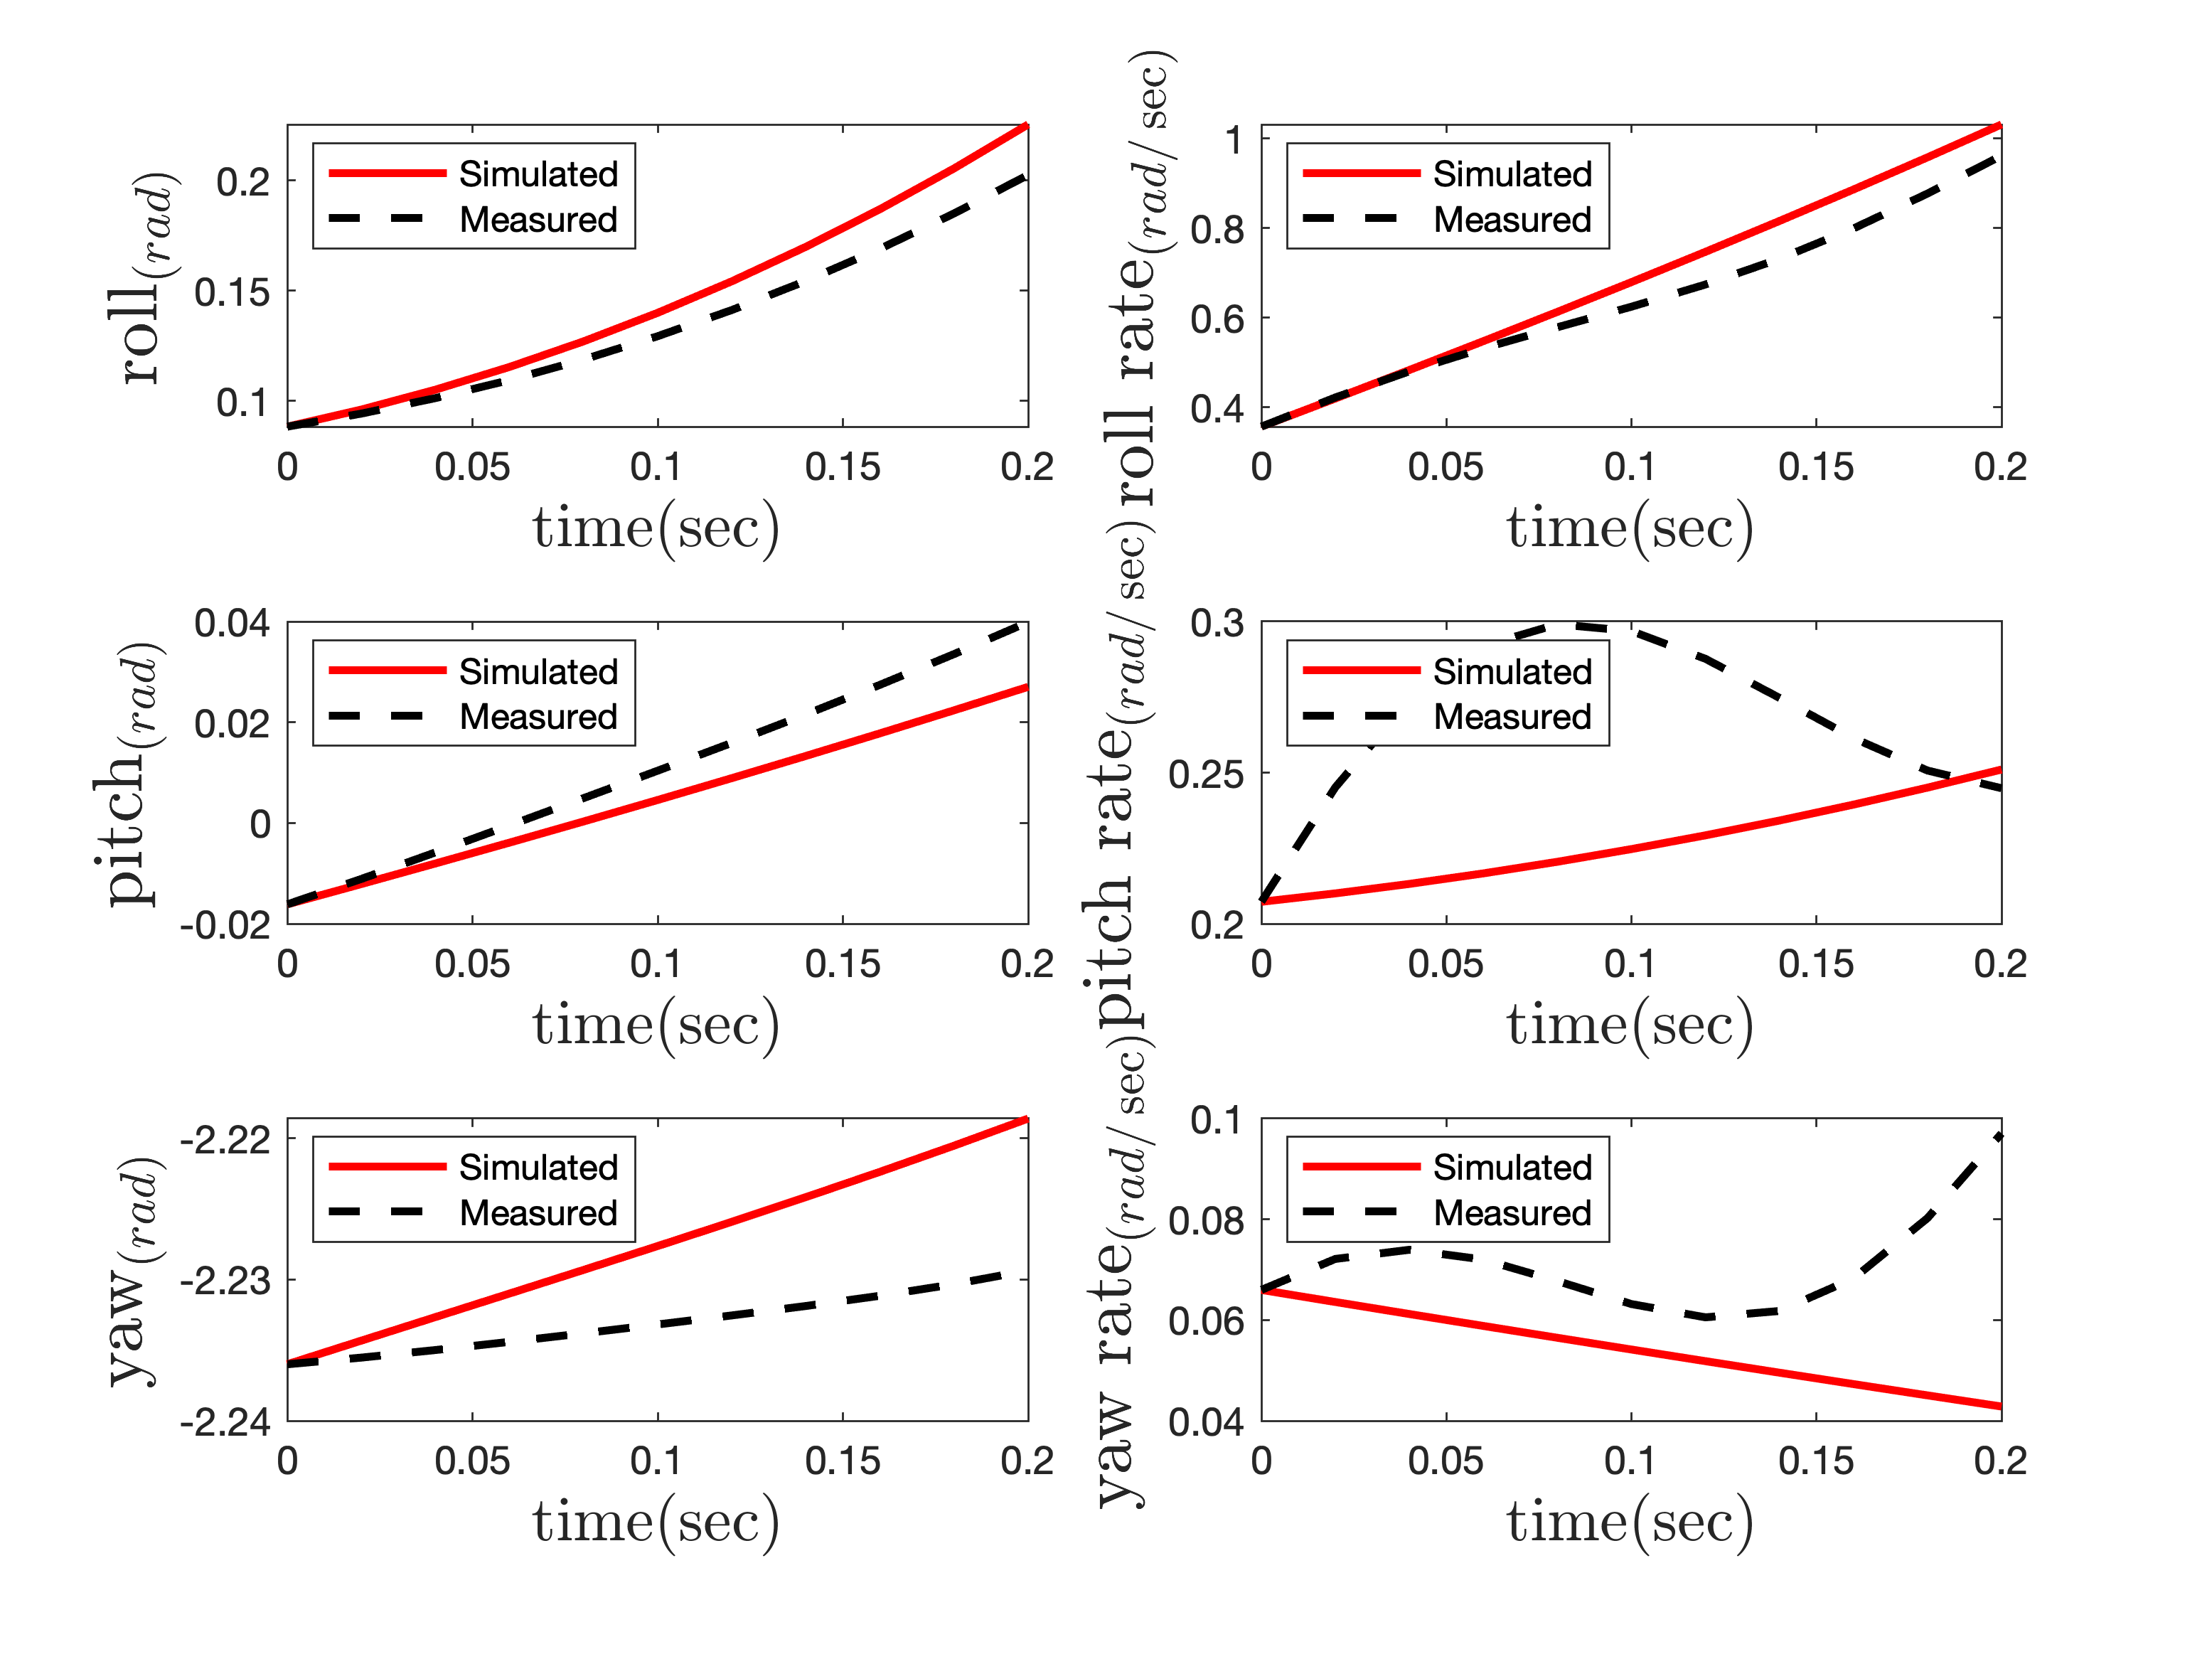 roll(rad)
0.2
0.15
0.1
Simulated
Measured
0 0.05 0.1 0.15 0.2
time(sec)
roll rate(rad/ sec)
1
0.8
0.6
0.4
Simulated
Measured
0 0.05 0.1 0.15 0.2
time(sec)
pitch(rad)
0.04
0.02
0
-0.02
Simulated
Measured
0 0.05 0.1 0.15 0.2
time(sec)
pitch rate(rad/ sec)
0.3
0.25
0.2
Simulated
Measured
0 0.05 0.1 0.15 0.2
time(sec)
yaw(rad)
-2.22
-2.23
-2.24
Simulated
Measured
0 0.05 0.1 0.15 0.2
time(sec)
yaw rate(rad/ sec)
0.1
0.08
0.06
0.04
Simulated
Measured
0 0.05 0.1 0.15 0.2
time(sec)